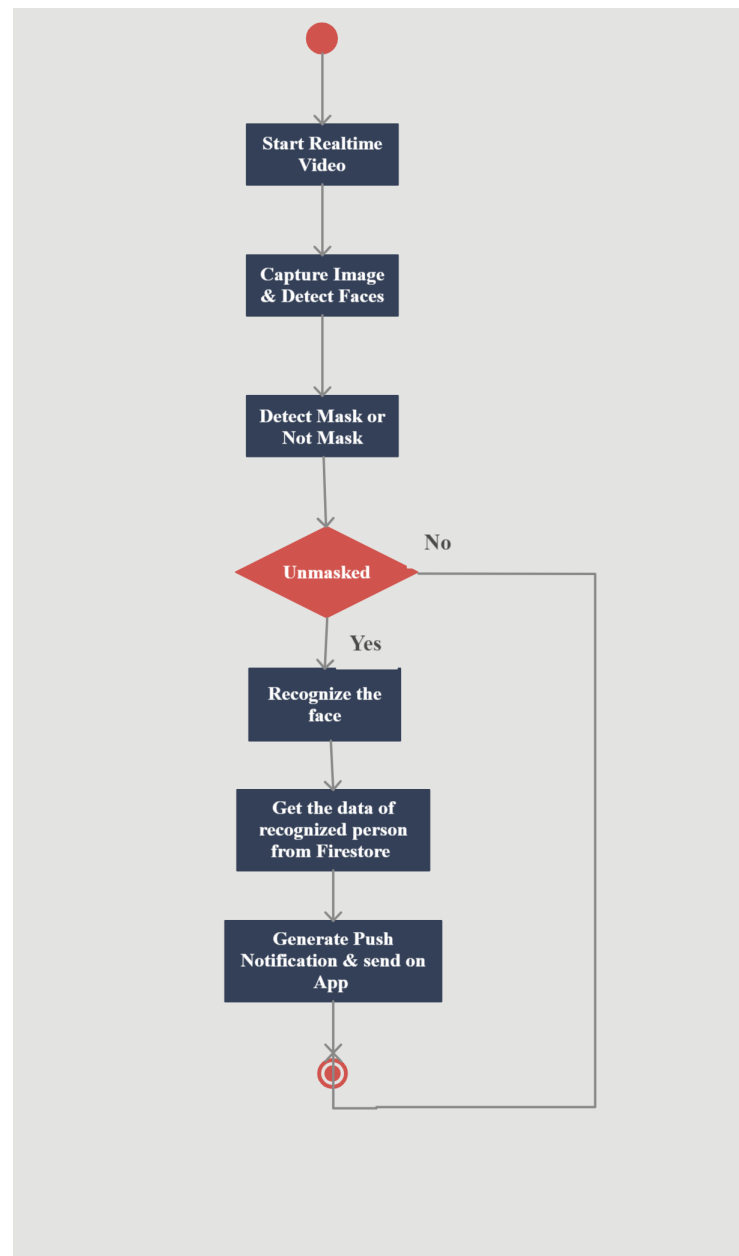 Start Realtime
Video
Capture Image
& Detect Faces
Detect Mask or
Not Mask
No
Unmasked
Yes
Recognize the
face
Get the data of
recognized person
from Firestore
Generate Push
Notification & send on
App